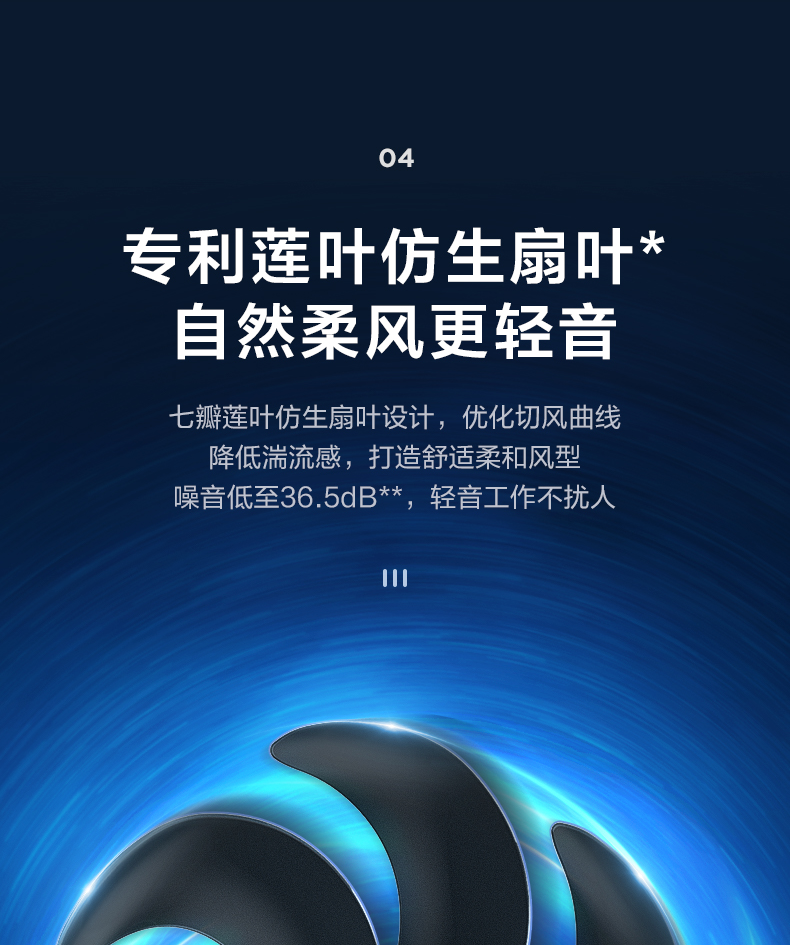 04
专利莲叶仿生扇叶*
自然柔风更轻音
七瓣莲叶仿生扇叶设计，优化切风曲线
降低湍流感，打造舒适柔和风型
噪音低至36.5dB**，轻音工作不扰人